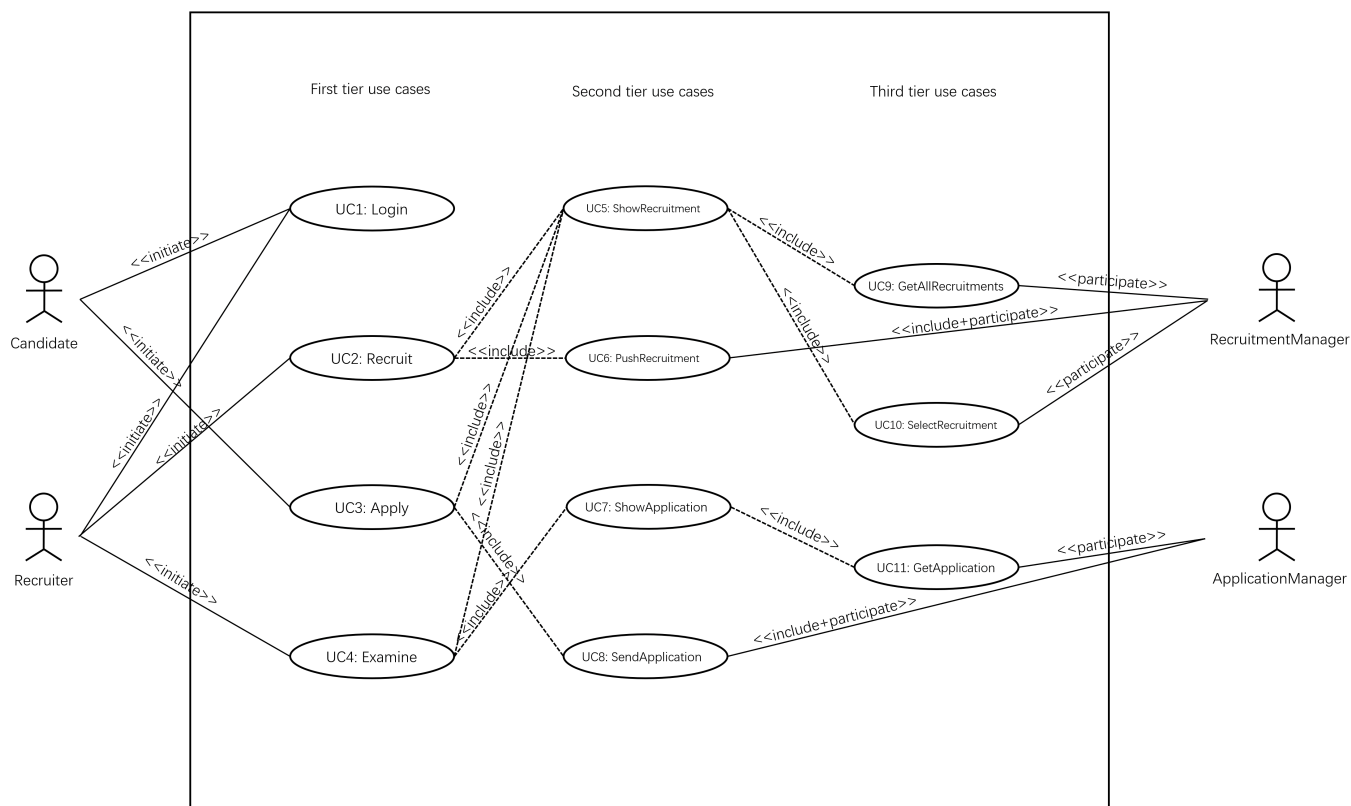 First tier use cases
Second tier use cases
Third tier use cases
UC1: Login
UC5: ShowRecruitment
<<initiate>>
<<include>>
<<include>>
UC9: GetAllRecruitments
<<participate>>
Candidate
<<initiate>>
UC2: Recruit
<<include>>
UC6: PushRecruitment
<<include>>
<<include+participate>>
RecruitmentManager
<<initiate>>
<<initiate>>
<<include>>
<<include>>
UC10: SelectRecruitment
<<participate>>
UC3: Apply
<<include>>
UC7: ShowApplication
<<include>>
<<participate>>
Recruiter
<<initiate>>
<<include>>
UC11: GetApplication
ApplicationManager
<<include+participate>>
UC4: Examine
UC8: SendApplication